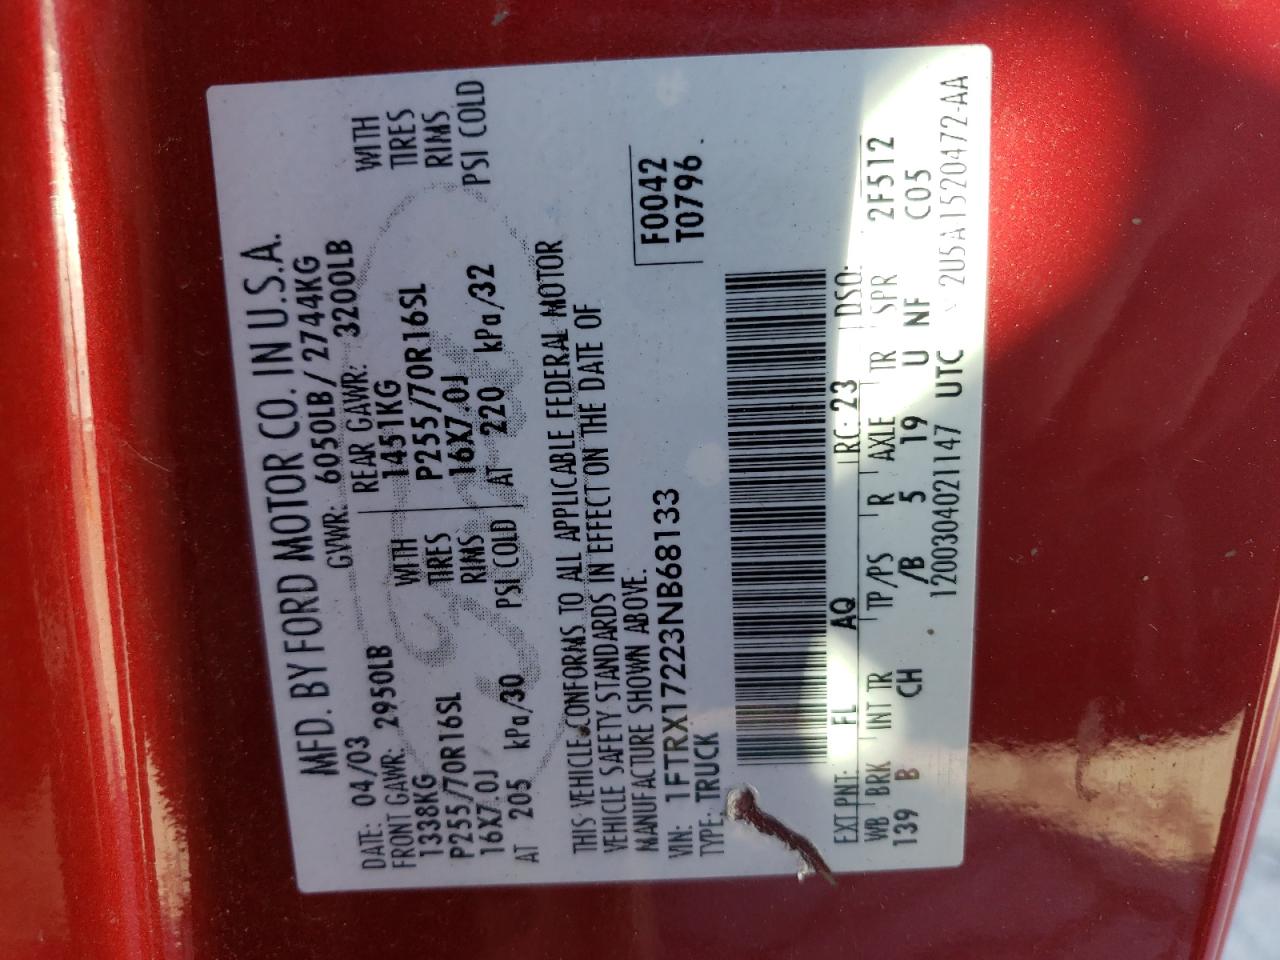 MFD. BY FORD MOTOR CO. IN U.S.A.
DATE: 04/03 GVWR: 6050LB / 2744KG
FRONT GAWR: 2950LB REAR GAWR: 3200LB
1338KG WITH 1451KG WITH
P255/70R16SL TIRES P255/70R16SL TIRES
16X7.0J RIMS 16X7.0J RIMS
AT 205 kPa/30 PSI COLD AT 220 kPa/32 PSI COLD
THIS VEHICLE CONFORMS TO ALL APPLICABLE FEDERAL MOTOR
VEHICLE SAFETY STANDARDS IN EFFECT ON THE DATE OF
MANUFACTURE SHOWN ABOVE.
VIN: 1FTRX17223NB68133 F0042
TYPE: TRUCK T0796
EXT PNT: FL AQ RC: 23 DSO:
WB BRK INT TR TP/PS R AXLE TR SPR 2F512
139 B CH /B 5 19 U NF C05
1200304021147 UTC 2U5A1520472-AA